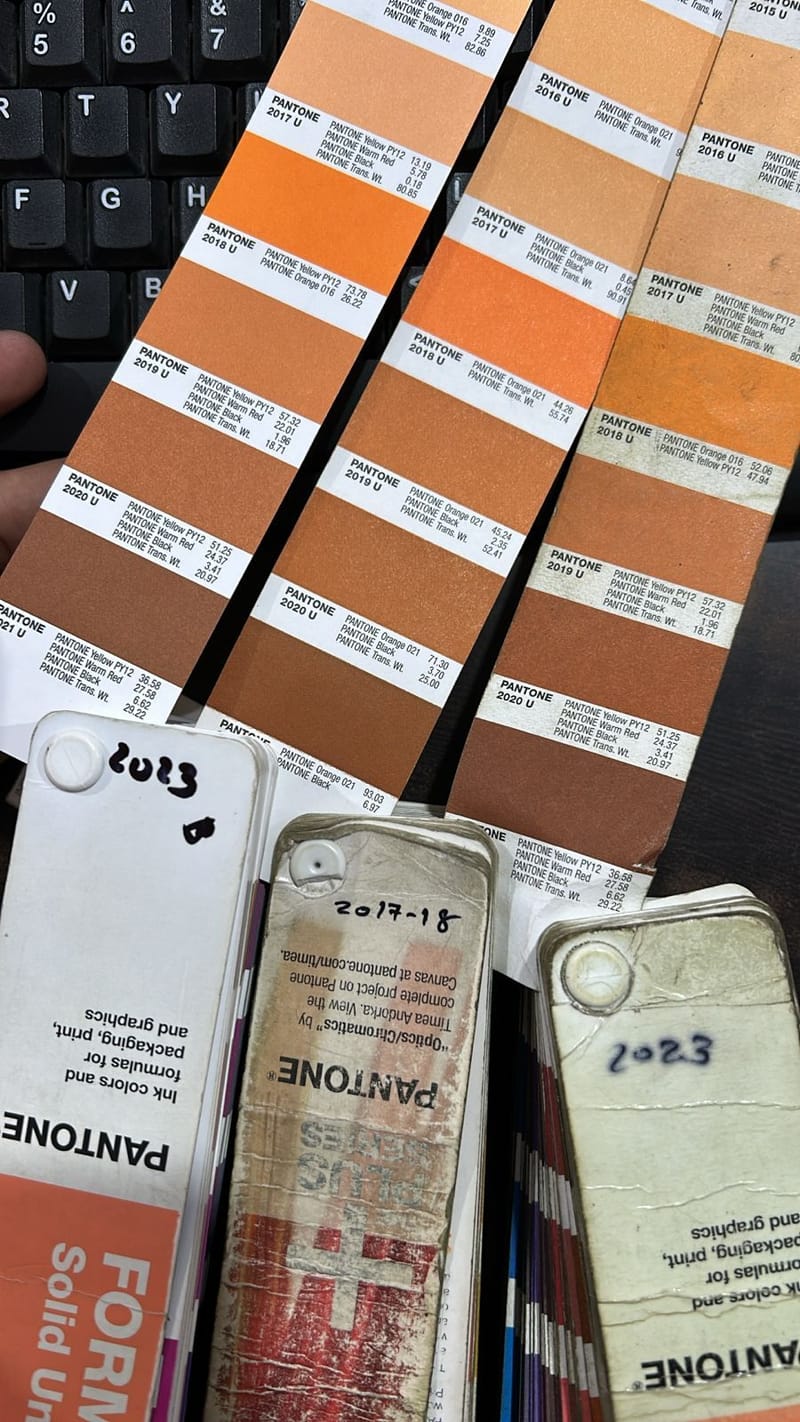 %
5
^
6
&
7
R
T
Y
F
G
H
V
B
PANTONE Orange 016 9.89
PANTONE Yellow PY12 7.25
PANTONE Trans. Wt. 82.86
PANTONE
2017 U
PANTONE Yellow PY12 13.19
PANTONE Warm Red 5.78
PANTONE Black 0.18
PANTONE Trans. Wt. 80.85
PANTONE
2018 U
PANTONE Yellow PY12 73.78
PANTONE Orange 016 26.22
PANTONE
2019 U
PANTONE Yellow PY12 57.32
PANTONE Warm Red 22.01
PANTONE Black 1.96
PANTONE Trans. Wt. 18.71
PANTONE
2020 U
PANTONE Yellow PY12 51.25
PANTONE Warm Red 24.37
PANTONE Black 3.41
PANTONE Trans. Wt. 20.97
PANTONE
021 U
PANTONE Yellow PY12 36.58
PANTONE Warm Red 27.58
PANTONE Black 6.62
PANTONE Trans. Wt. 29.22
PANTONE
2016 U
PANTONE Orange 021
PANTONE Trans. Wt. 9
PANTONE
2017 U
PANTONE Orange 021 8.64
PANTONE Black 0.45
PANTONE Trans. Wt. 90.91
PANTONE
2018 U
PANTONE Orange 021 44.26
PANTONE Trans. Wt. 55.74
PANTONE
2019 U
PANTONE Orange 021 45.24
PANTONE Black 2.35
PANTONE Trans. Wt. 52.41
PANTONE
2020 U
PANTONE Orange 021 71.30
PANTONE Black 3.70
PANTONE Trans. Wt. 25.00
PANTONE
PANTONE Orange 021 93.03
PANTONE Black 6.97
2015 U
PANTONE
2016 U
PANTONE
PANTONE
PANTONE
2017 U
PANTONE Yellow PY12
PANTONE Warm Red
PANTONE Black
PANTONE Trans. Wt. 80
PANTONE
2018 U
PANTONE Orange 016 52.06
PANTONE Yellow PY12 47.94
PANTONE
2019 U
PANTONE Yellow PY12 57.32
PANTONE Warm Red 22.01
PANTONE Black 1.96
PANTONE Trans. Wt. 18.71
PANTONE
2020 U
PANTONE Yellow PY12 51.25
PANTONE Warm Red 24.37
PANTONE Black 3.41
PANTONE Trans. Wt. 20.97
TONE
PANTONE Yellow PY12 36.58
PANTONE Warm Red 27.58
PANTONE Black 6.62
PANTONE Trans. Wt. 29.22
2023
PANTONE
Ink colors and
formulas for
packaging, print,
and graphics
FORM
Solid Un
2017-18
PLUS
SERIES
PANTONE®
"Optics/Chromatics" by
Timea Andorka. View the
complete project on Pantone
Canvas at pantone.com/timea.
2023
PANTONE
Ink colors and
formulas for
packaging, print,
and graphics